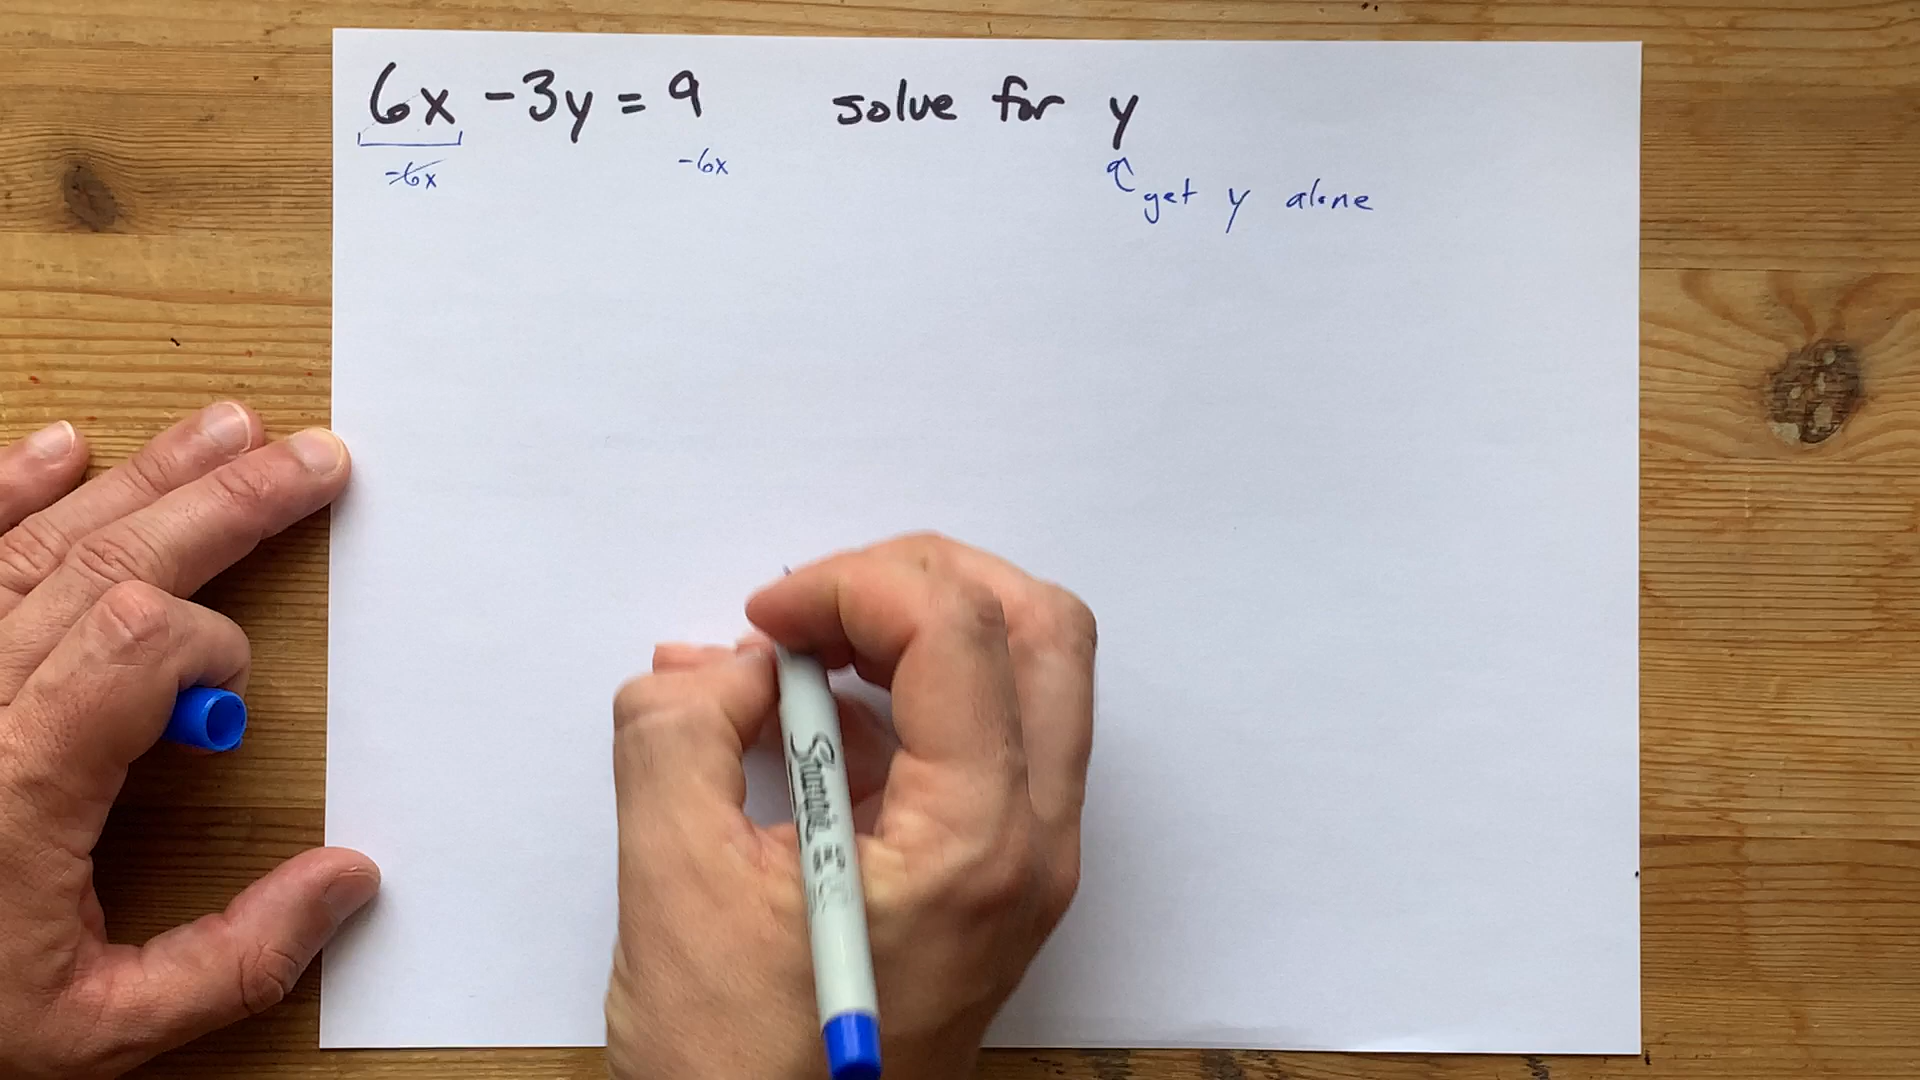 6x -3y = 9 solve for y
-6x -6x
get y alone
Sharpie